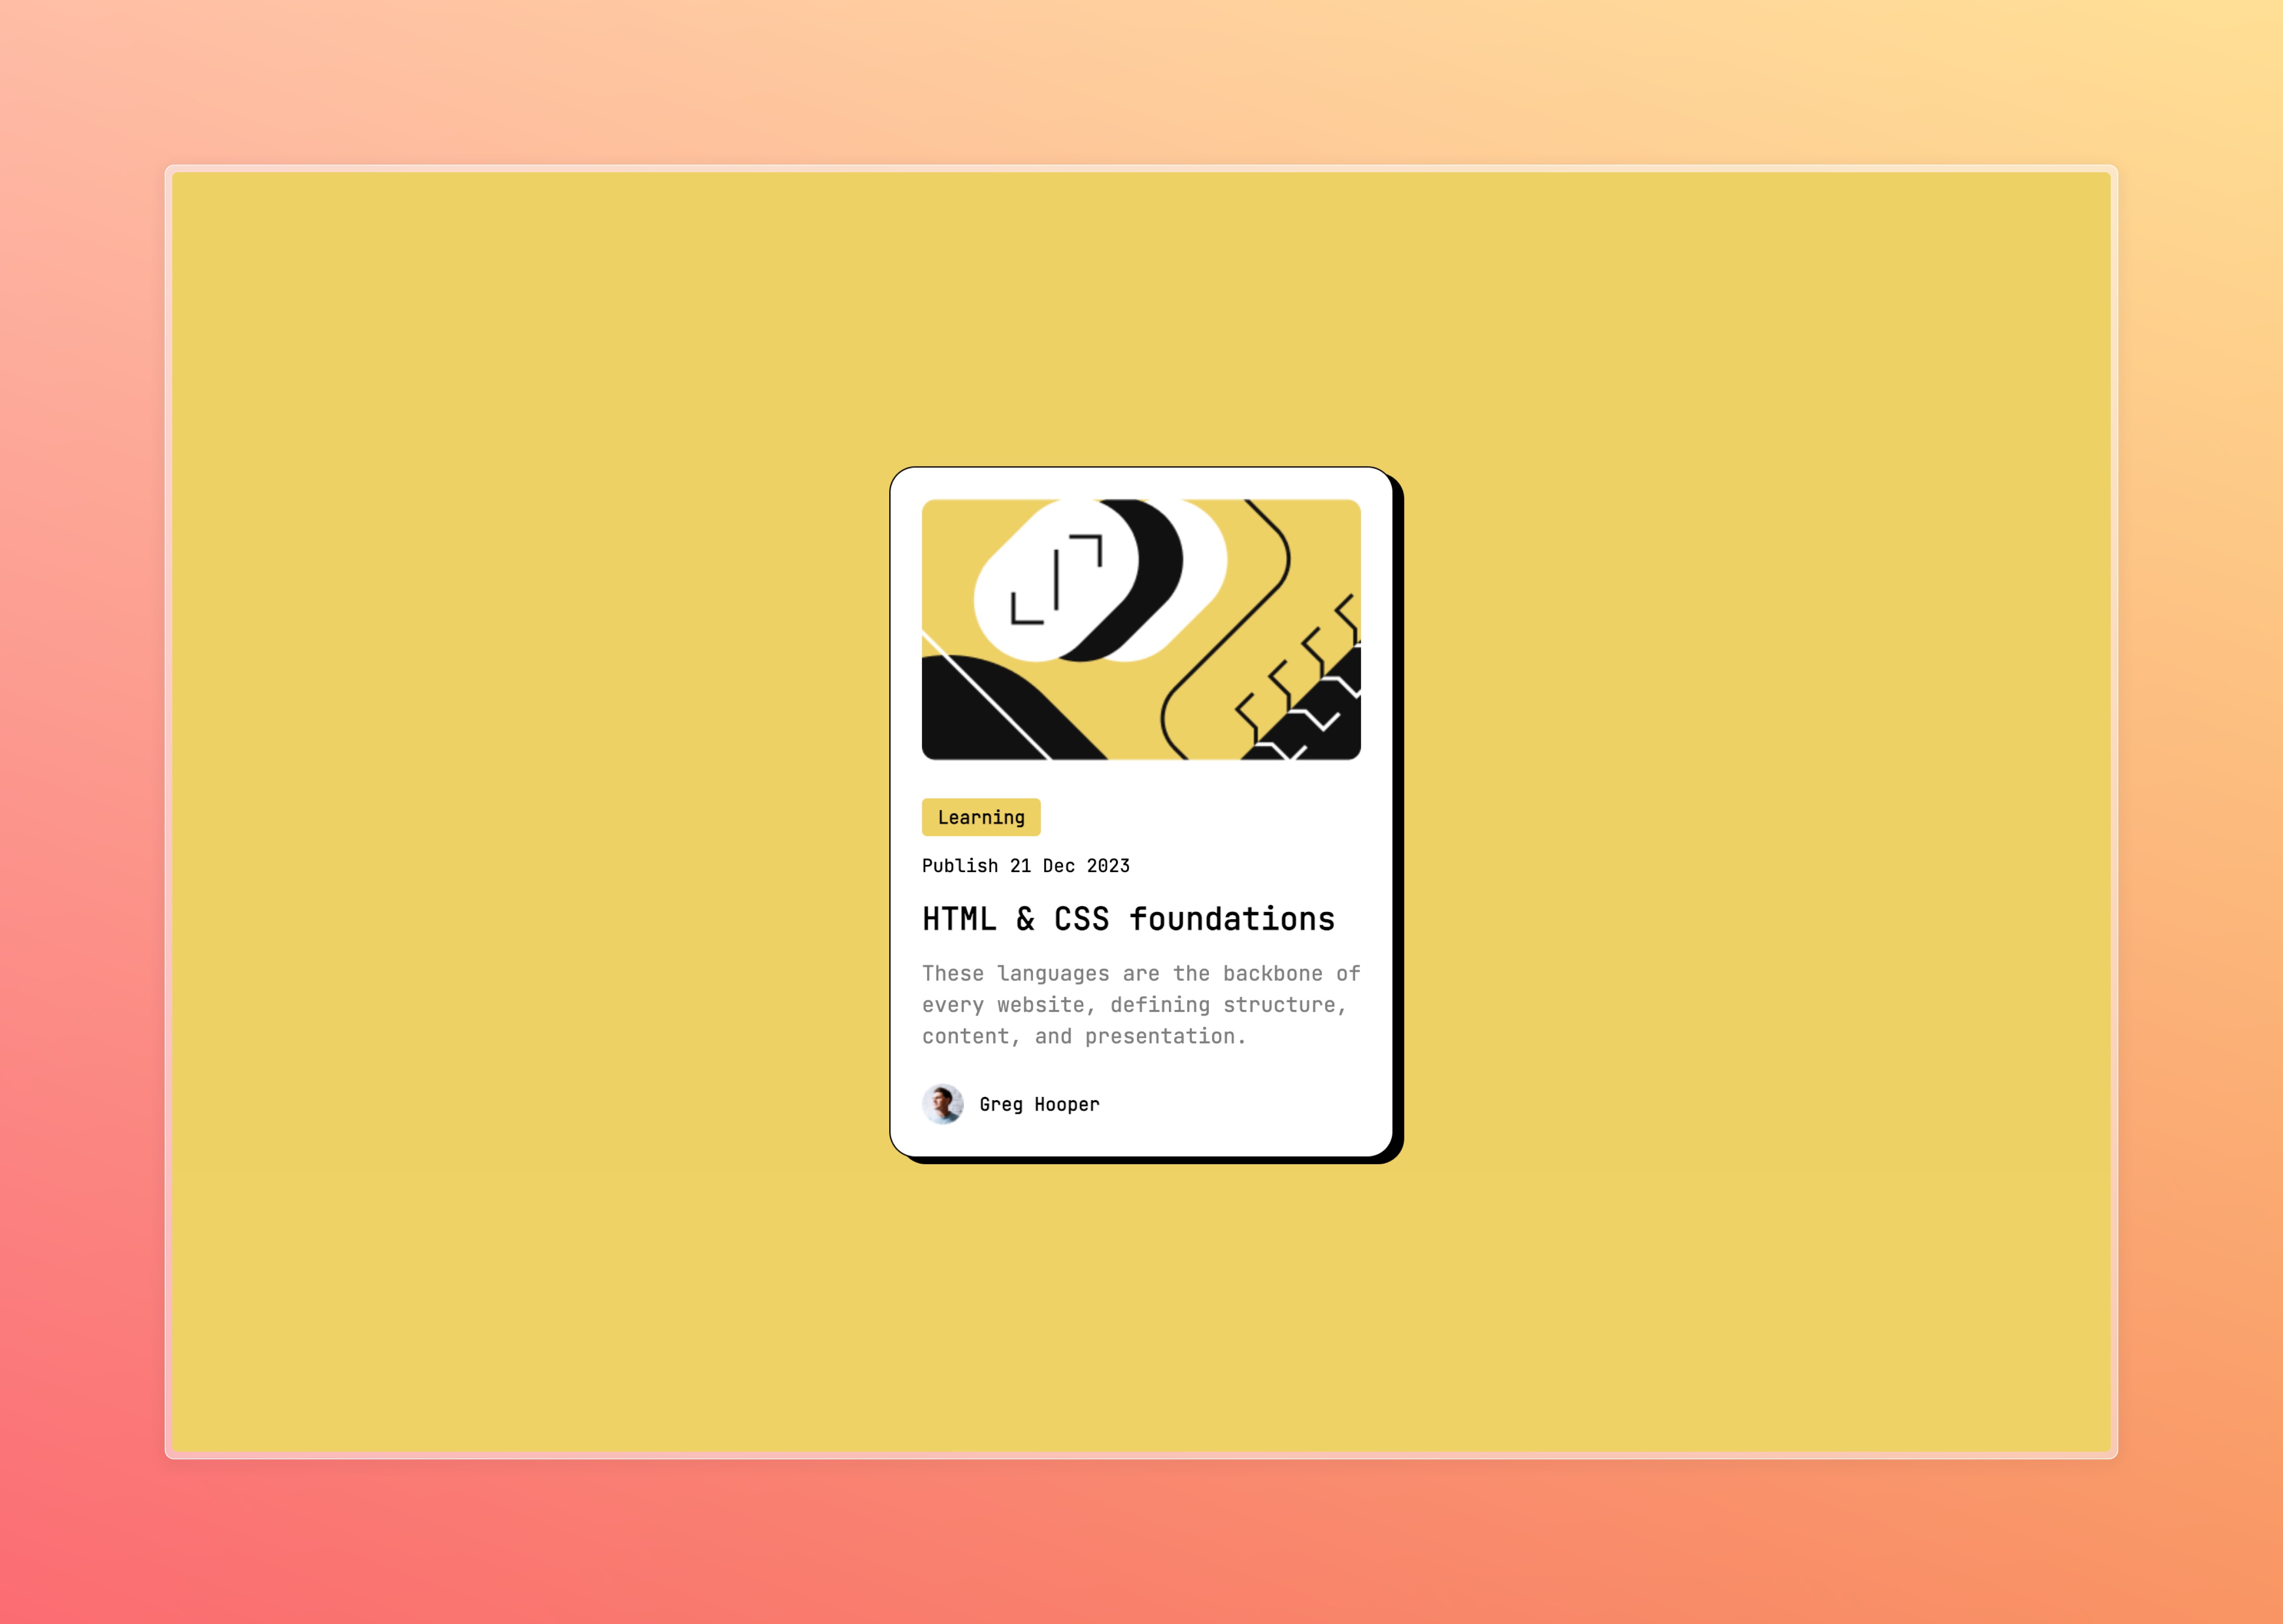 Learning
Publish 21 Dec 2023
HTML & CSS foundations
These languages are the backbone of
every website, defining structure,
content, and presentation.
Greg Hooper